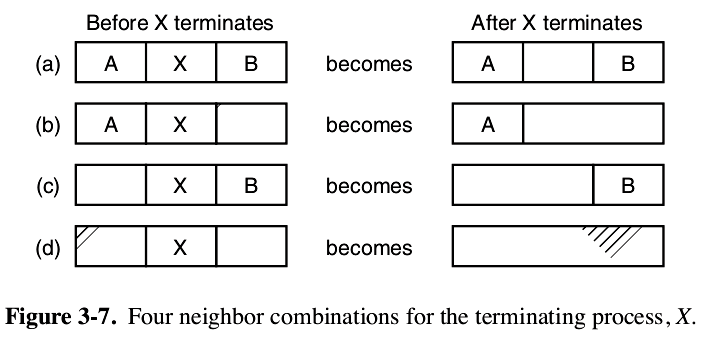 Before X terminates After X terminates
(a) A X B becomes A B
(b) A X becomes A
(c) X B becomes B
(d) X becomes
Figure 3-7. Four neighbor combinations for the terminating process, X.